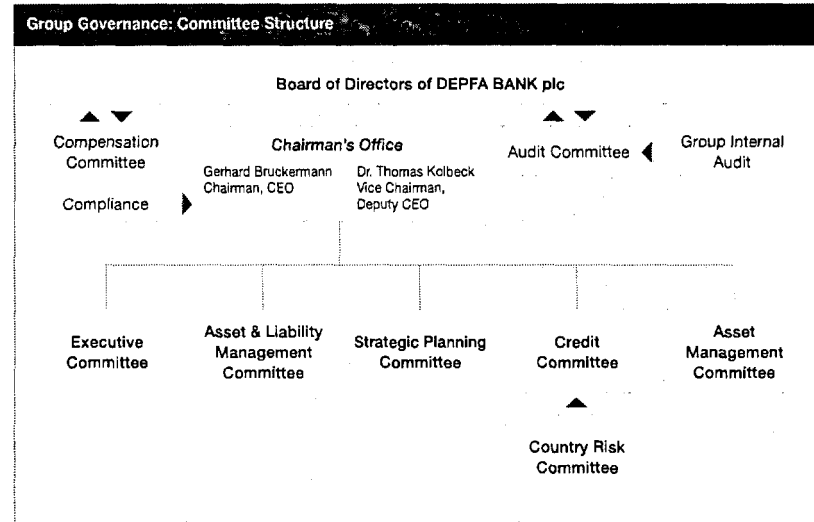 Group Governance: Committee Structure
Board of Directors of DEPFA BANK plc
Compensation
Committee
Compliance
Chairman's Office
Gerhard Bruckermann
Chairman, CEO
Dr. Thomas Kolbeck
Vice Chairman,
Deputy CEO
Audit Committee
Group Internal
Audit
Executive
Committee
Asset & Liability
Management
Committee
Strategic Planning
Committee
Credit
Committee
Asset
Management
Committee
Country Risk
Committee